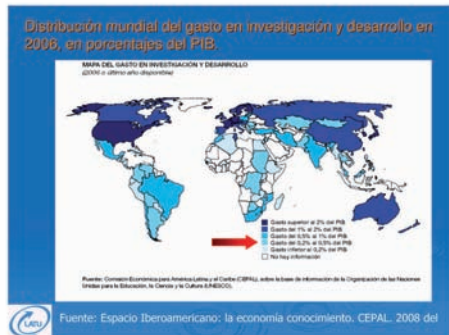 Distribución mundial del gasto en investigación y desarrollo en
2006, en porcentajes del PIB.
MAPA DEL GASTO EN INVESTIGACIÓN Y DESARROLLO
(2006 o último año disponible)
Gasto superior al 2% del PIB
Gasto del 1% al 2% del PIB
Gasto del 0,5% al 1% del PIB
Gasto del 0,2% al 0,5% del PIB
Gasto inferior al 0,2% del PIB
No hay información
Fuente: Comisión Económica para América Latina y el Caribe (CEPAL), sobre la base de información de la Organización de las Naciones
Unidas para la Educación, la Ciencia y la Cultura (UNESCO).
LATU
Fuente: Espacio Iberoamericano: la economía conocimiento. CEPAL. 2008 del